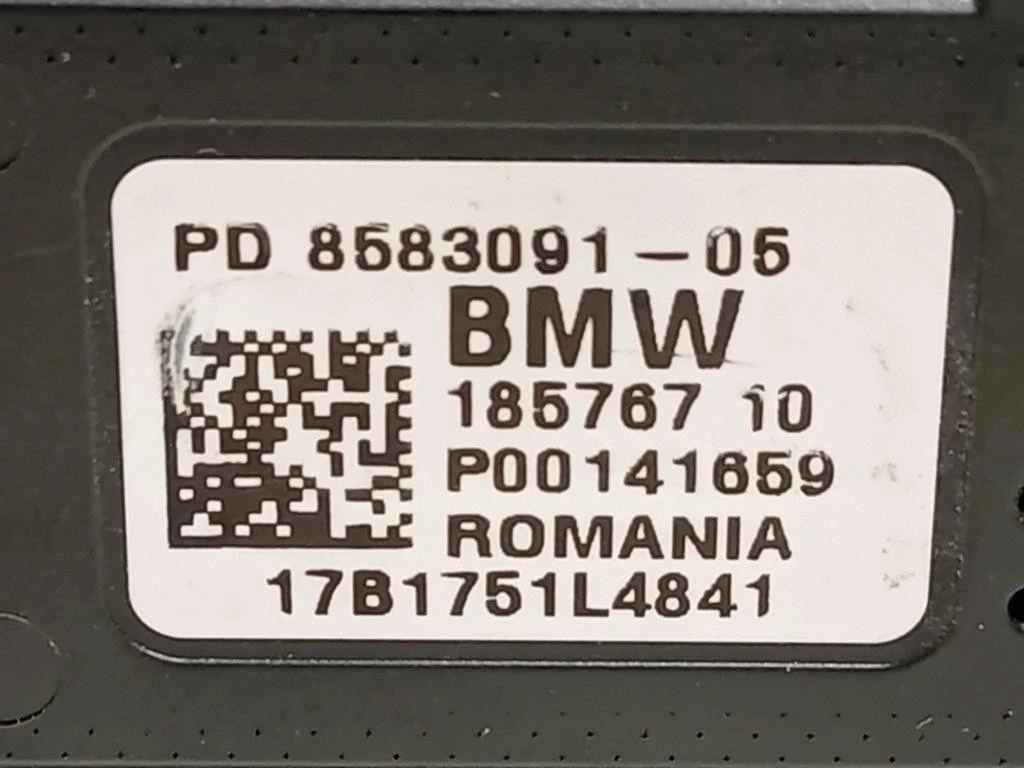 PD 8583091-05
BMW
185767 10
P00141659
ROMANIA
17B1751L4841